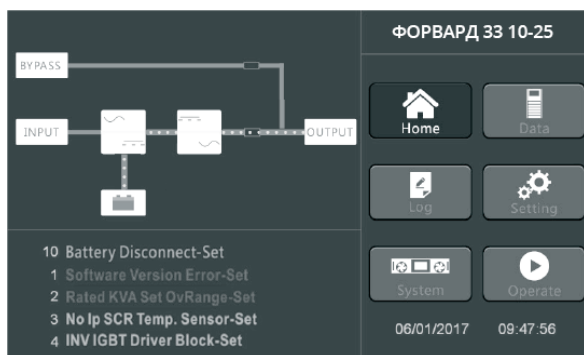 ФОРВАРД 33 10-25
BYPASS
INPUT
OUTPUT
Home
Data
Log
Setting
System
Operate
10 Battery Disconnect-Set
1 Software Version Error-Set
2 Rated KVA Set OvRange-Set
3 No Ip SCR Temp. Sensor-Set
4 INV IGBT Driver Block-Set
06/01/2017 09:47:56